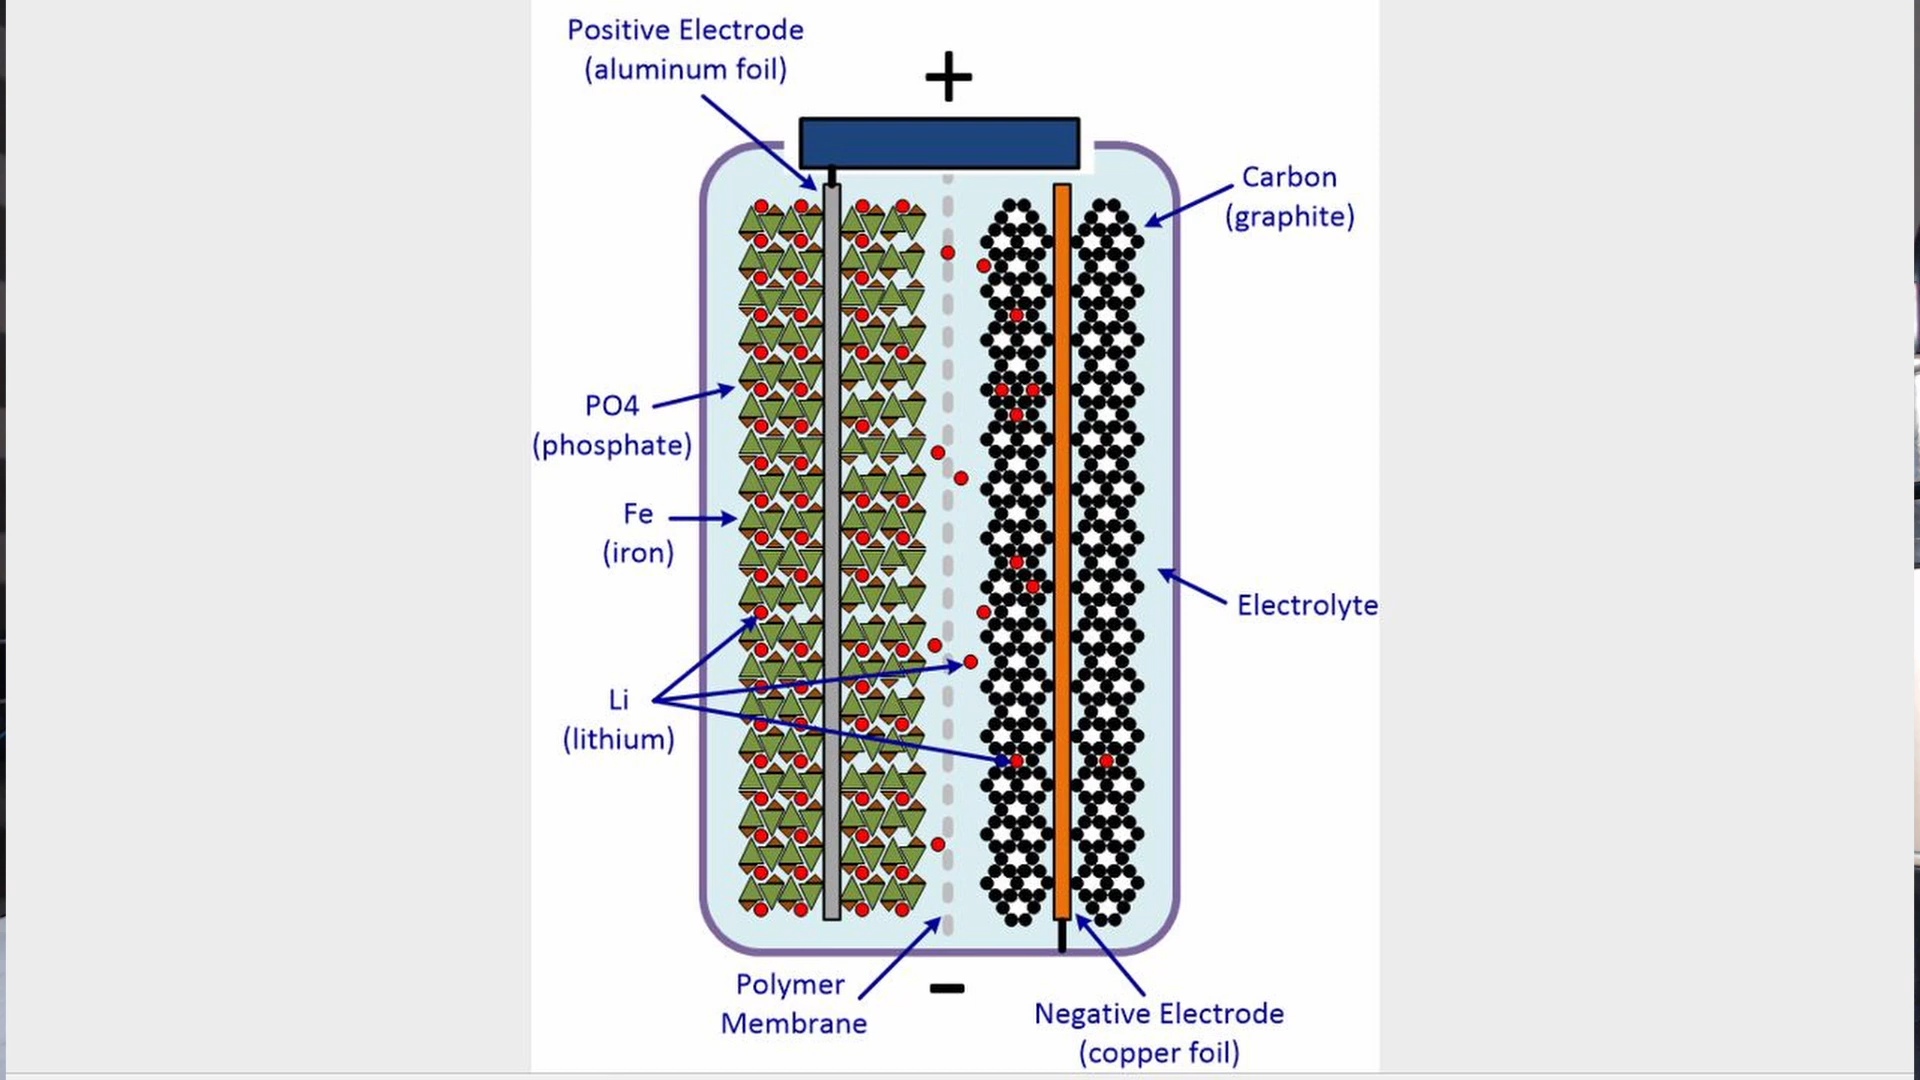 Positive Electrode
(aluminum foil)
+
Carbon
(graphite)
PO4
(phosphate)
Fe
(iron)
Electrolyte
Li
(lithium)
Polymer
Membrane
−
Negative Electrode
(copper foil)